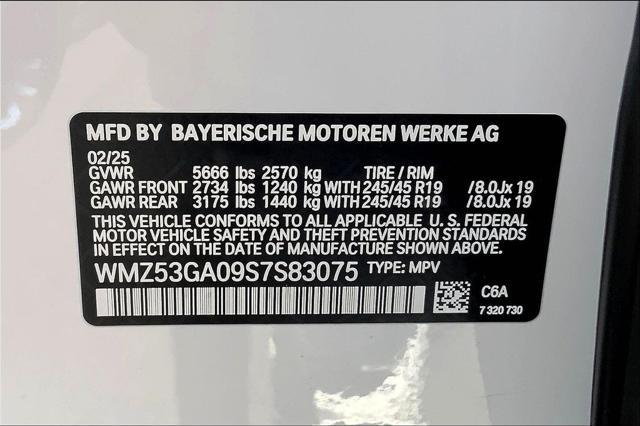 MFD BY BAYERISCHE MOTOREN WERKE AG
02/25
GVWR 5666 lbs 2570 kg TIRE / RIM
GAWR FRONT 2734 lbs 1240 kg WITH 245/45 R19 /8.0Jx 19
GAWR REAR 3175 lbs 1440 kg WITH 245/45 R19 /8.0Jx 19
THIS VEHICLE CONFORMS TO ALL APPLICABLE U.S. FEDERAL
MOTOR VEHICLE SAFETY AND THEFT PREVENTION STANDARDS
IN EFFECT ON THE DATE OF MANUFACTURE SHOWN ABOVE.
WMZ53GA09S7S83075 TYPE: MPV
C6A
7 320 730